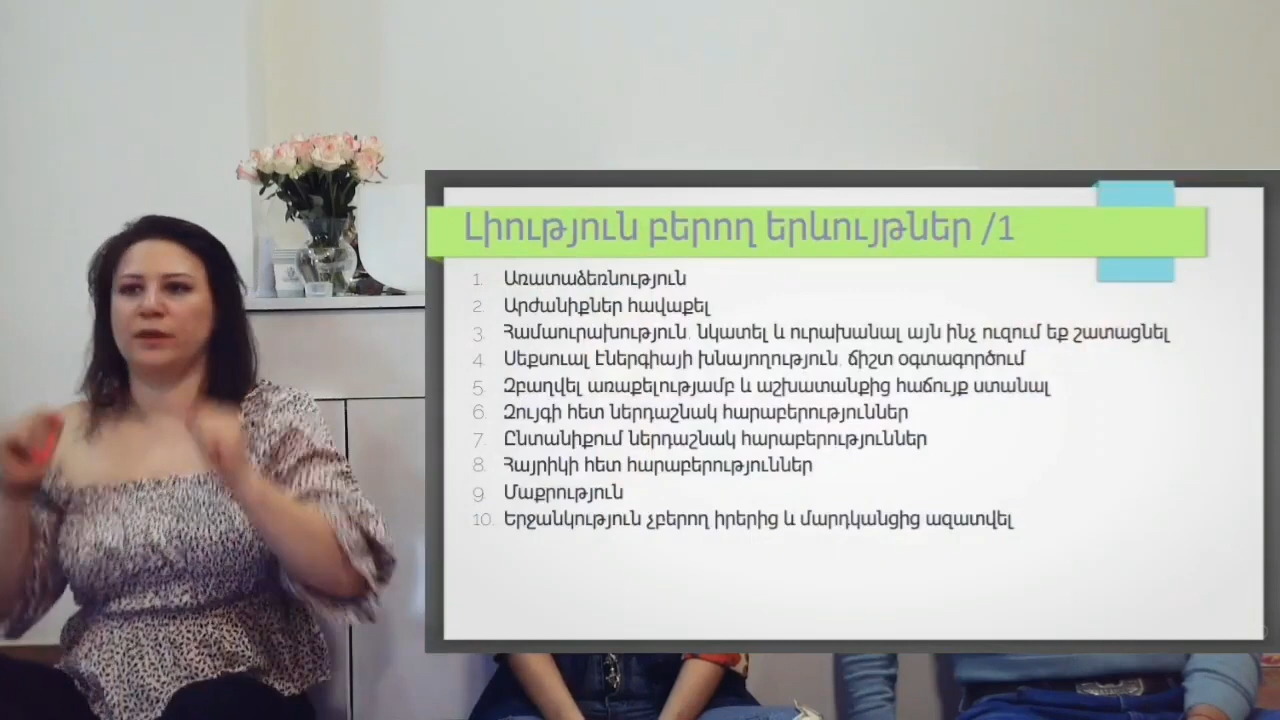 Լիություն բերող երևույթներ /1
1. Առատաձեռնություն
2. Արժանիքներ հավաքել
3. Համաուրախություն. նկատել և ուրախանալ այն ինչ ուզում եք շատացնել
4. Սեքսուալ էներգիայի խնայողություն. ճիշտ օգտագործում
5. Զբաղվել առաքելությամբ և աշխատանքից հաճույք ստանալ
6. Զույգի հետ ներդաշնակ հարաբերություններ
7. Ընտանիքում ներդաշնակ հարաբերություններ
8. Հայրիկի հետ հարաբերություններ
9. Մաքրություն
10. Երջանկություն չբերող իրերից և մարդկանցից ազատվել